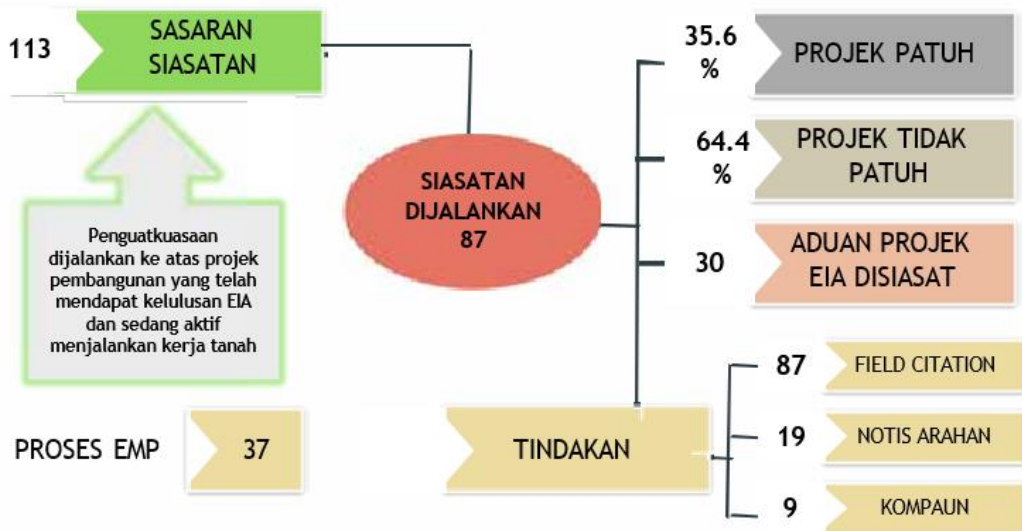 113
SASARAN
SIASATAN
Penguatkuasaan
dijalankan ke atas projek
pembangunan yang telah
mendapat kelulusan EIA
dan sedang aktif
menjalankan kerja tanah
PROSES EMP
37
SIASATAN
DIJALANKAN
87
35.6
%
PROJEK PATUH
64.4
%
PROJEK TIDAK
PATUH
30
ADUAN PROJEK
EIA DISIASAT
TINDAKAN
87
FIELD CITATION
19
NOTIS ARAHAN
9
KOMPAUN